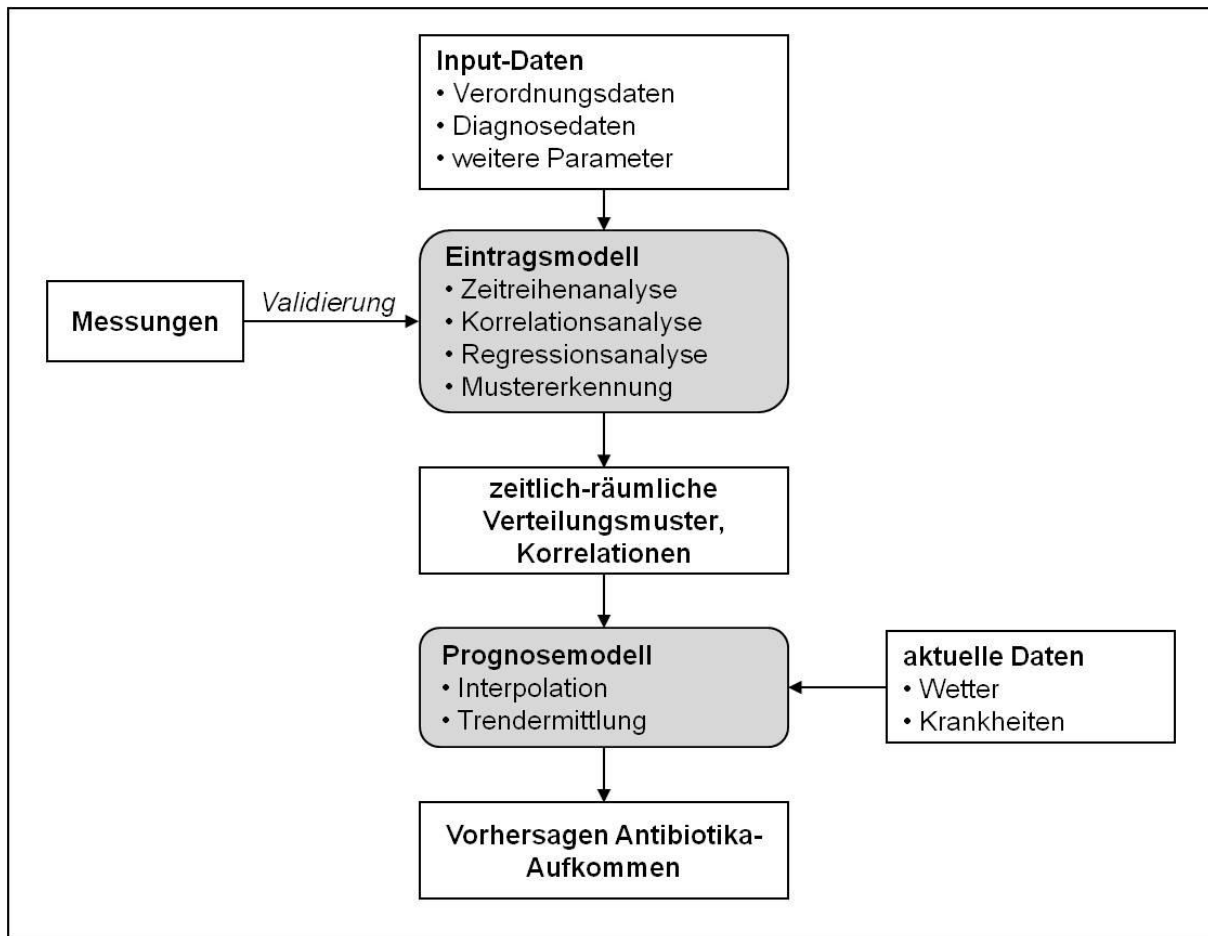 Input-Daten
• Verordnungsdaten
• Diagnosedaten
• weitere Parameter
Eintragsmodell
• Zeitreihenanalyse
• Korrelationsanalyse
• Regressionsanalyse
• Mustererkennung
Messungen
Validierung
zeitlich-räumliche
Verteilungsmuster,
Korrelationen
Prognosemodell
• Interpolation
• Trendermittlung
aktuelle Daten
• Wetter
• Krankheiten
Vorhersagen Antibiotika-
Aufkommen